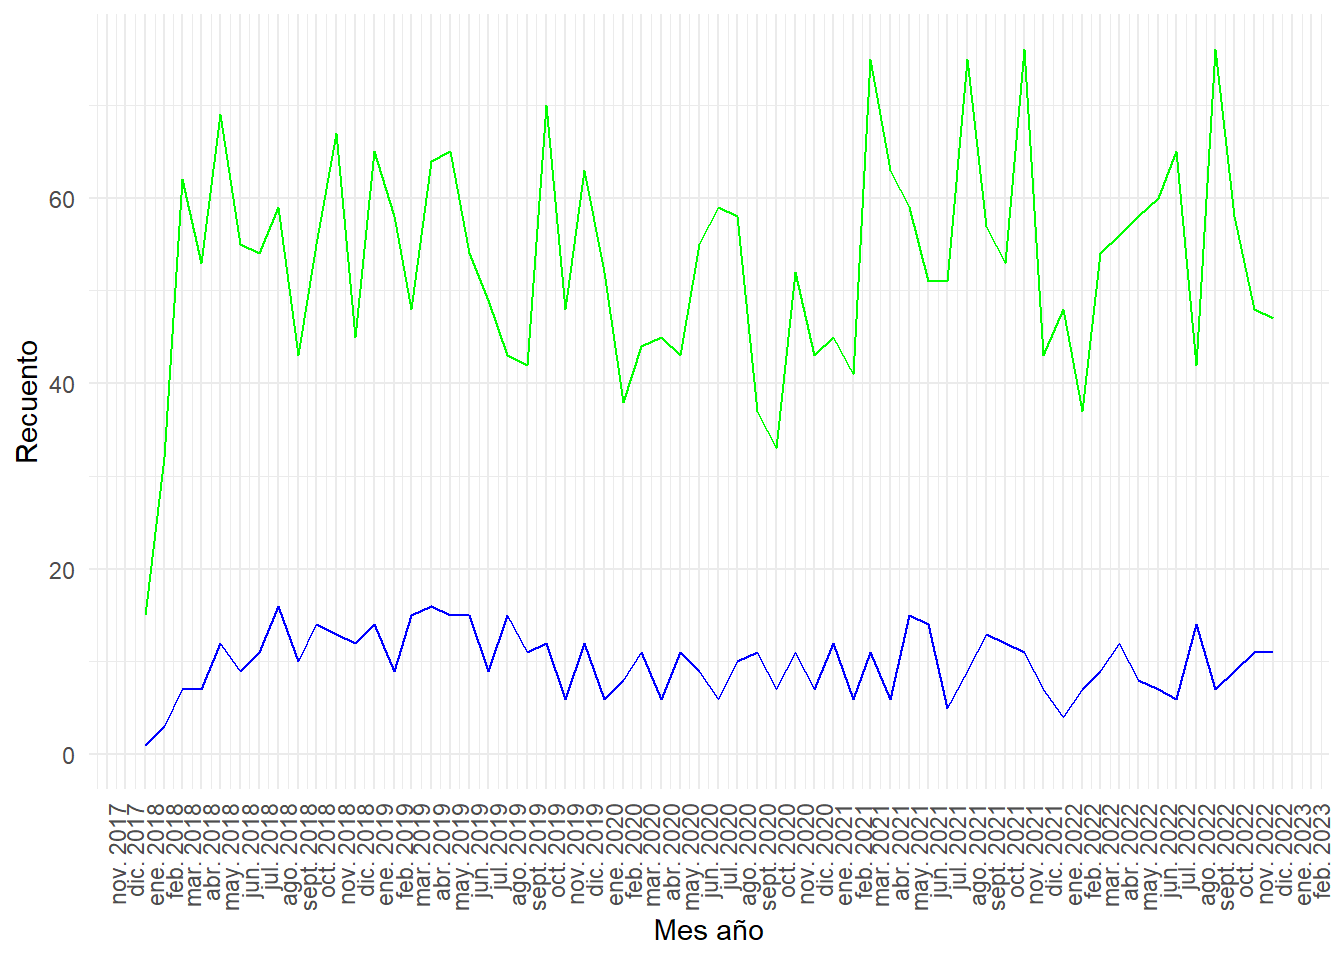 Recuento
60
40
20
0
nov. 2017
dic. 2017
ene. 2018
feb. 2018
mar. 2018
abr. 2018
may. 2018
jun. 2018
jul. 2018
ago. 2018
sept. 2018
oct. 2018
nov. 2018
dic. 2018
ene. 2019
feb. 2019
mar. 2019
abr. 2019
may. 2019
jun. 2019
jul. 2019
ago. 2019
sept. 2019
oct. 2019
nov. 2019
dic. 2019
ene. 2020
feb. 2020
mar. 2020
abr. 2020
may. 2020
jun. 2020
jul. 2020
ago. 2020
sept. 2020
oct. 2020
nov. 2020
dic. 2020
ene. 2021
feb. 2021
mar. 2021
abr. 2021
may. 2021
jun. 2021
jul. 2021
ago. 2021
sept. 2021
oct. 2021
nov. 2021
dic. 2021
ene. 2022
feb. 2022
mar. 2022
abr. 2022
may. 2022
jun. 2022
jul. 2022
ago. 2022
sept. 2022
oct. 2022
nov. 2022
dic. 2022
ene. 2023
feb. 2023
Mes año